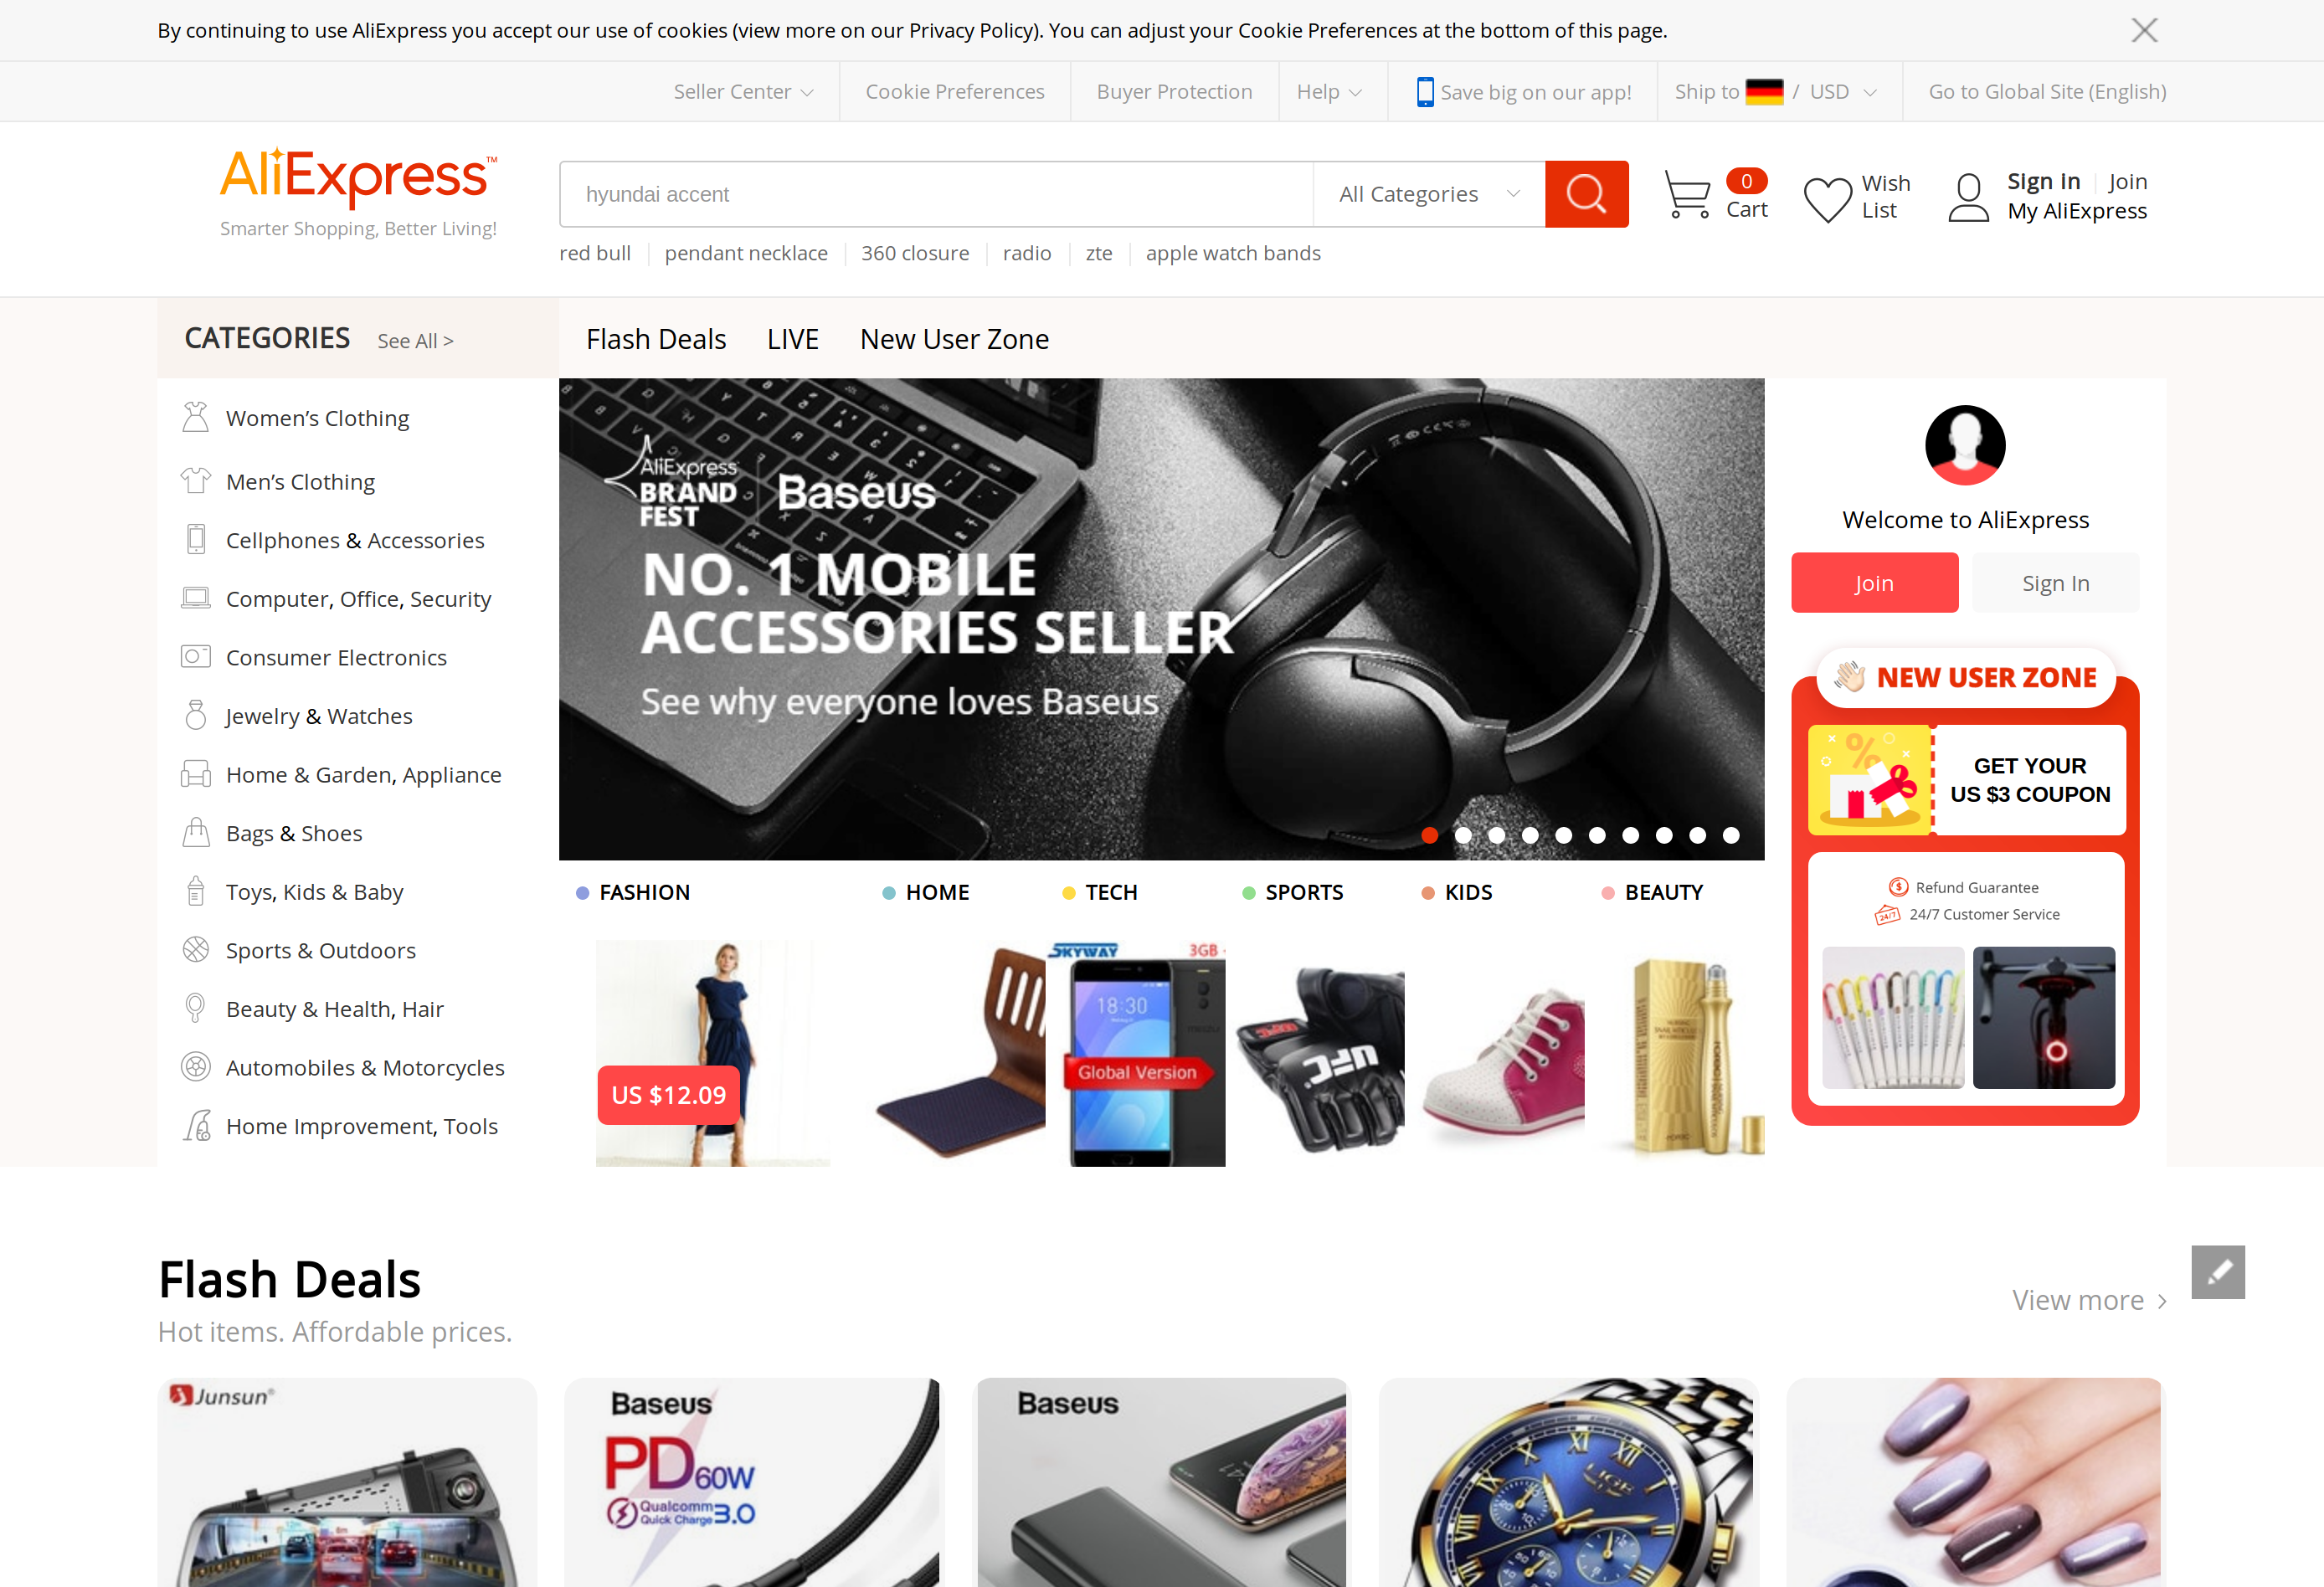 By continuing to use AliExpress you accept our use of cookies (view more on our Privacy Policy). You can adjust your Cookie Preferences at the bottom of this page.
Seller Center
Cookie Preferences
Buyer Protection
Help
Save big on our app!
Ship to / USD
Go to Global Site (English)
AliExpress™
Smarter Shopping, Better Living!
hyundai accent
All Categories
0
Cart
Wish
List
Sign in
Join
My AliExpress
red bull
pendant necklace
360 closure
radio
zte
apple watch bands
CATEGORIES
See All >
Flash Deals
LIVE
New User Zone
Women's Clothing
Men's Clothing
Cellphones & Accessories
Computer, Office, Security
Consumer Electronics
Jewelry & Watches
Home & Garden, Appliance
Bags & Shoes
Toys, Kids & Baby
Sports & Outdoors
Beauty & Health, Hair
Automobiles & Motorcycles
Home Improvement, Tools
AliExpress
BRAND
FEST
Baseus
NO. 1 MOBILE
ACCESSORIES SELLER
See why everyone loves Baseus
Welcome to AliExpress
Join
Sign In
NEW USER ZONE
%
GET YOUR
US $3 COUPON
Refund Guarantee
24/7
24/7 Customer Service
FASHION
HOME
TECH
SPORTS
KIDS
BEAUTY
US $12.09
SKYWAY
3GB
18:30
Global Version
UFC
Flash Deals
Hot items. Affordable prices.
View more >
Junsun®
Baseus
PD60W
Qualcomm
Quick Charge 3.0
Baseus
LIGE